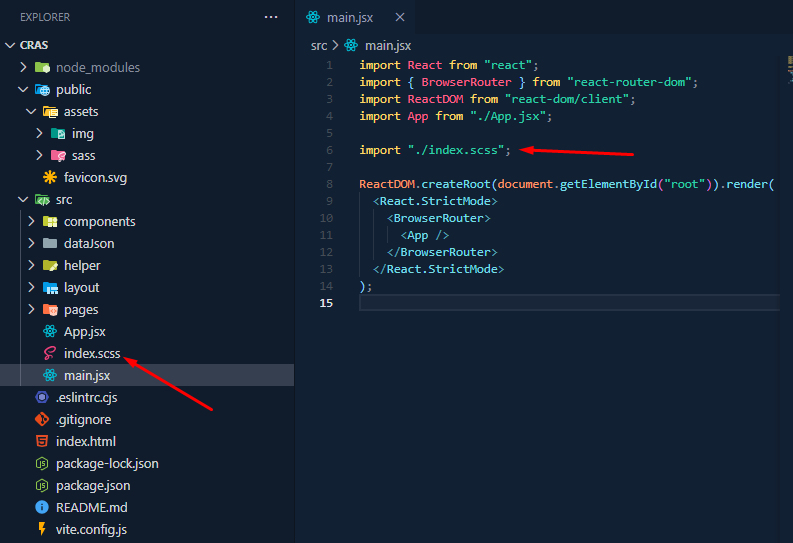 EXPLORER
CRAS
node_modules
public
assets
img
sass
favicon.svg
src
components
dataJson
helper
layout
pages
App.jsx
index.scss
main.jsx
.eslintrc.cjs
.gitignore
index.html
package-lock.json
package.json
README.md
vite.config.js
main.jsx
src > main.jsx
1 import React from "react";
2 import { BrowserRouter } from "react-router-dom";
3 import ReactDOM from "react-dom/client";
4 import App from "./App.jsx";
5
6 import "./index.scss";
7
8 ReactDOM.createRoot(document.getElementById("root")).render(
9 <React.StrictMode>
10 <BrowserRouter>
11 <App />
12 </BrowserRouter>
13 </React.StrictMode>
14 );
15